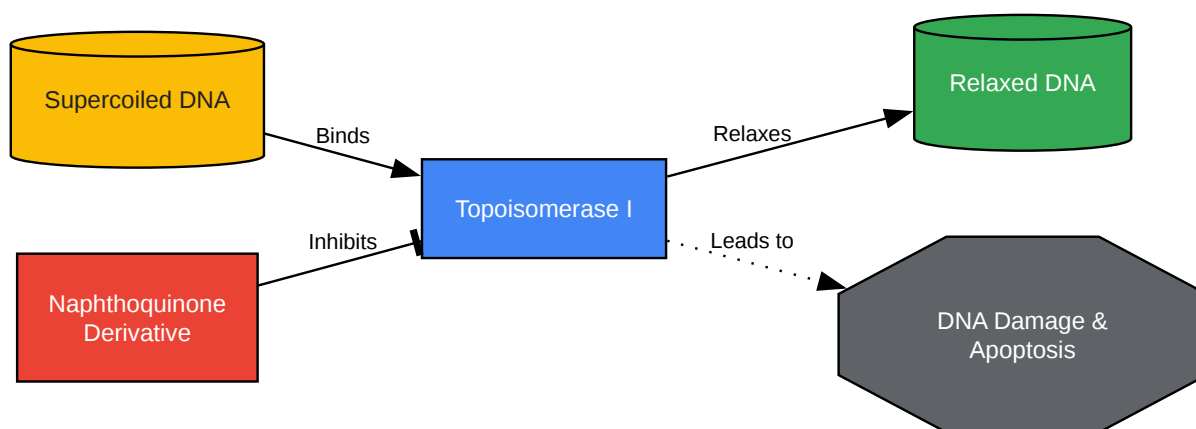 Supercoiled DNA
Relaxed DNA
Binds
Relaxes
Topoisomerase I
Inhibits
Leads to
Naphthoquinone
Derivative
DNA Damage &
Apoptosis